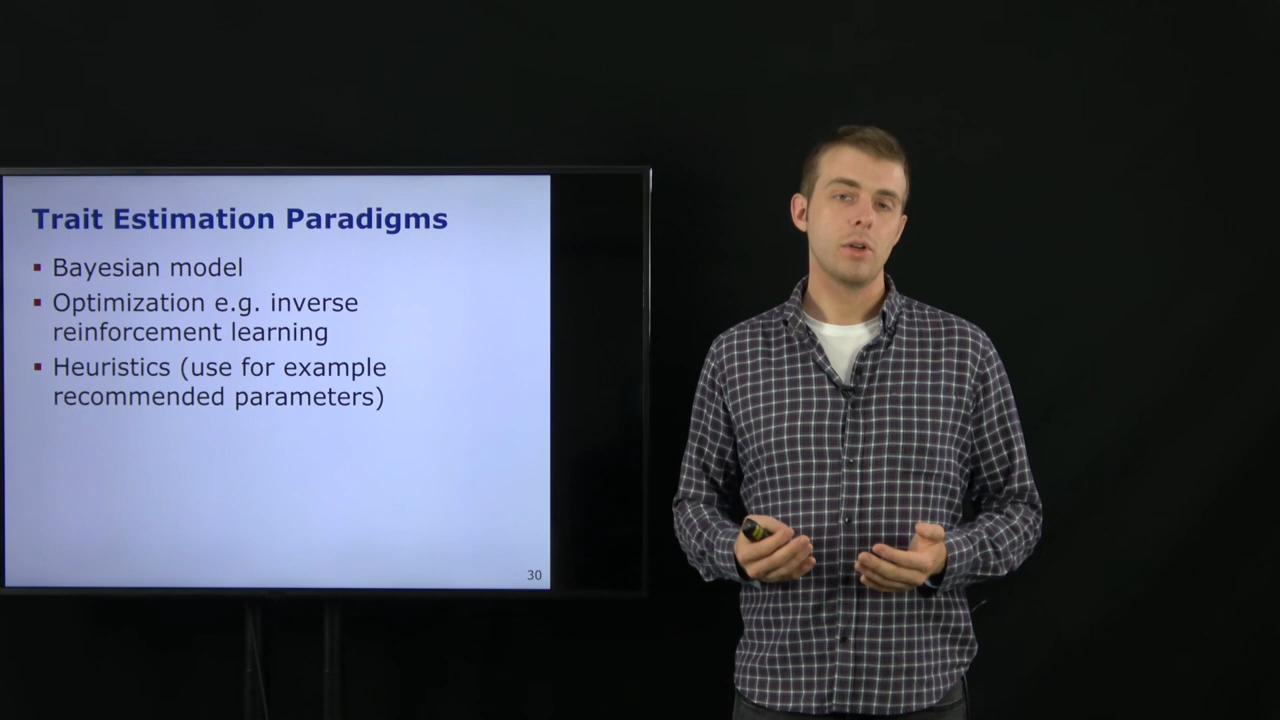 Trait Estimation Paradigms
▪ Bayesian model
▪ Optimization e.g. inverse
reinforcement learning
▪ Heuristics (use for example
recommended parameters)
30